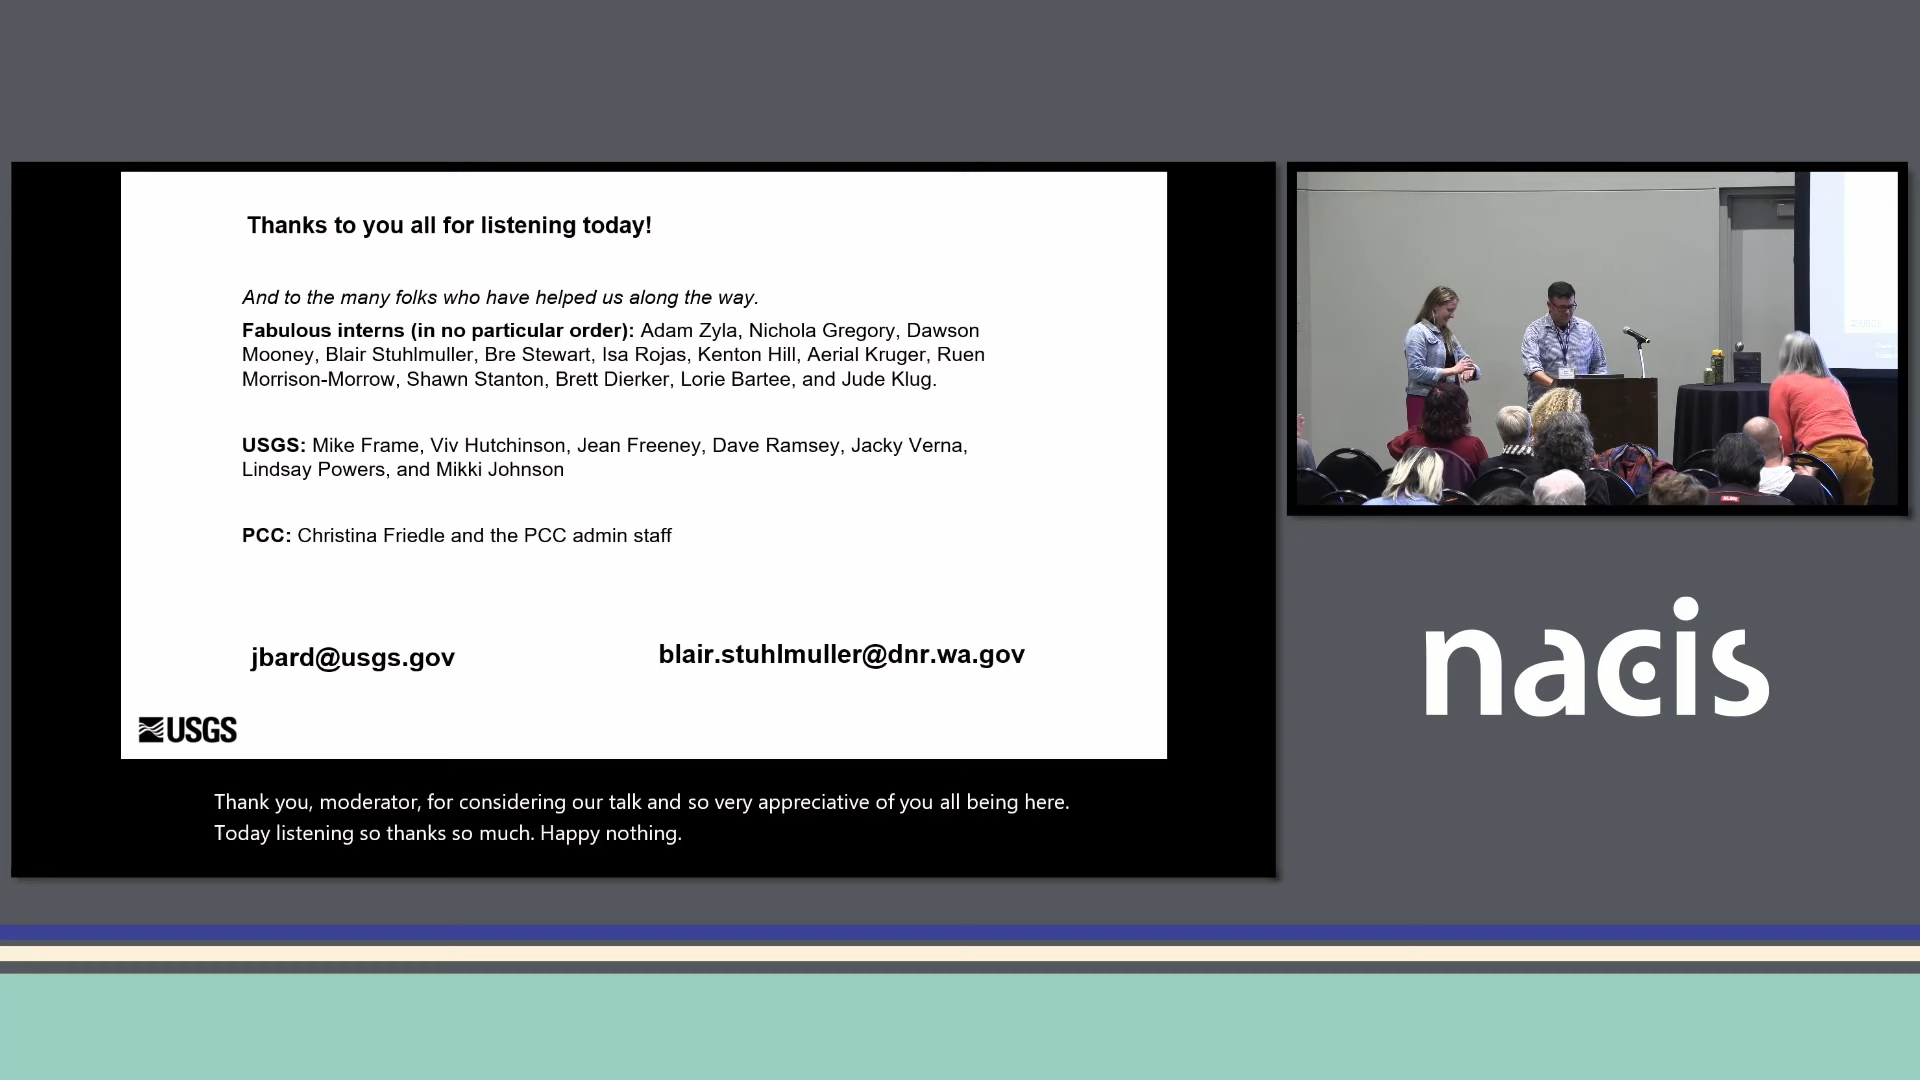 Thanks to you all for listening today!
And to the many folks who have helped us along the way.
Fabulous interns (in no particular order): Adam Zyla, Nichola Gregory, Dawson
Mooney, Blair Stuhlmuller, Bre Stewart, Isa Rojas, Kenton Hill, Aerial Kruger, Ruen
Morrison-Morrow, Shawn Stanton, Brett Dierker, Lorie Bartee, and Jude Klug.
USGS: Mike Frame, Viv Hutchinson, Jean Freeney, Dave Ramsey, Jacky Verna,
Lindsay Powers, and Mikki Johnson
PCC: Christina Friedle and the PCC admin staff
jbard@usgs.gov
blair.stuhlmuller@dnr.wa.gov
USGS
Thank you, moderator, for considering our talk and so very appreciative of you all being here.
Today listening so thanks so much. Happy nothing.
nacis